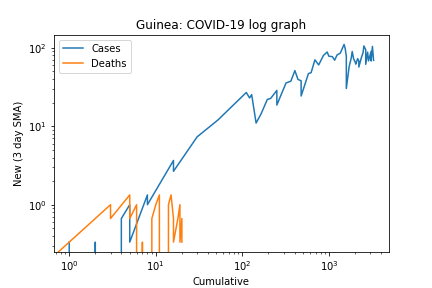 Guinea: COVID-19 log graph
Cases
Deaths
New (3 day SMA)
10²
10¹
10⁰
10⁰ 10¹ 10² 10³
Cumulative